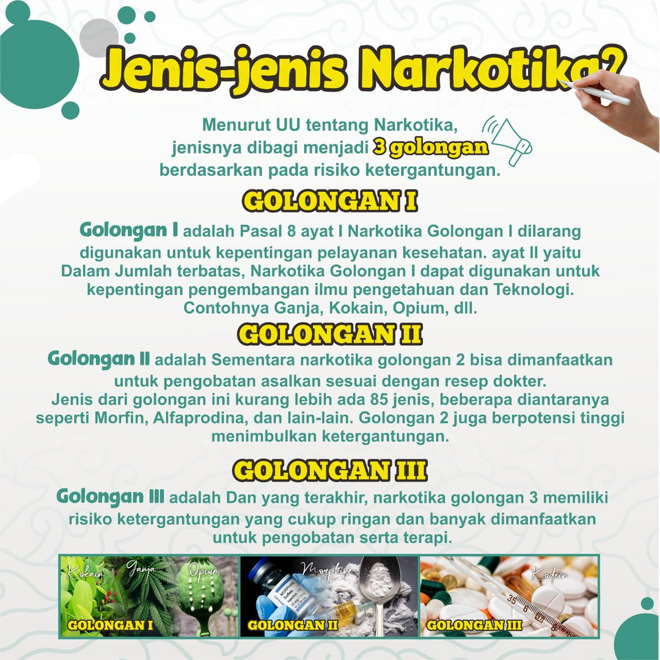 Jenis-jenis Narkotika?
Menurut UU tentang Narkotika,
jenisnya dibagi menjadi 3 golongan
berdasarkan pada risiko ketergantungan.
GOLONGAN I
Golongan I adalah Pasal 8 ayat I Narkotika Golongan I dilarang
digunakan untuk kepentingan pelayanan kesehatan. ayat II yaitu
Dalam Jumlah terbatas, Narkotika Golongan I dapat digunakan untuk
kepentingan pengembangan ilmu pengetahuan dan Teknologi.
Contohnya Ganja, Kokain, Opium, dll.
GOLONGAN II
Golongan II adalah Sementara narkotika golongan 2 bisa dimanfaatkan
untuk pengobatan asalkan sesuai dengan resep dokter.
Jenis dari golongan ini kurang lebih ada 85 jenis, beberapa diantaranya
seperti Morfin, Alfaprodina, dan lain-lain. Golongan 2 juga berpotensi tinggi
menimbulkan ketergantungan.
GOLONGAN III
Golongan III adalah Dan yang terakhir, narkotika golongan 3 memiliki
risiko ketergantungan yang cukup ringan dan banyak dimanfaatkan
untuk pengobatan serta terapi.
Kokain Ganja Opium
GOLONGAN I
GOLONGAN II
GOLONGAN III